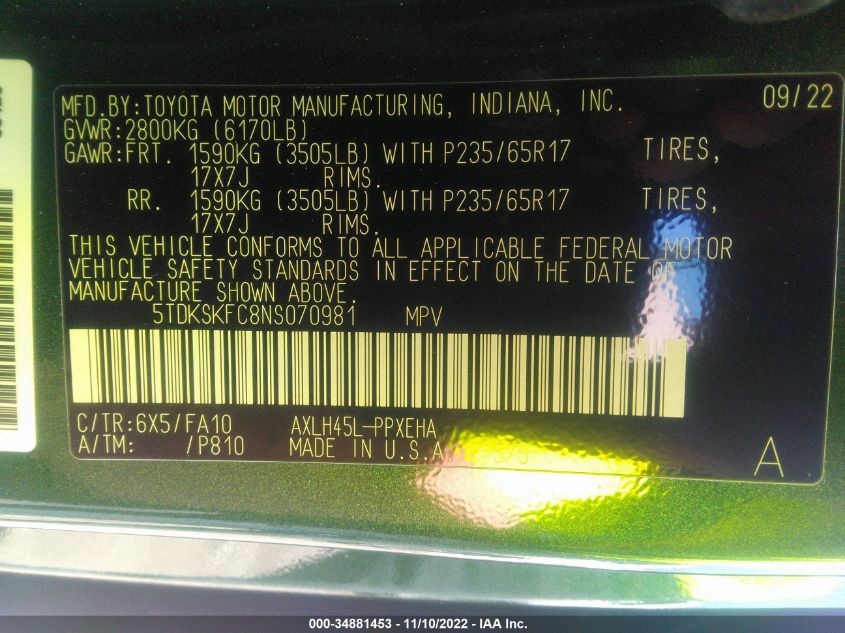 MFD.BY:TOYOTA MOTOR MANUFACTURING, INDIANA, INC. 09/22
GVWR:2800KG (6170LB)
GAWR:FRT. 1590KG (3505LB) WITH P235/65R17 TIRES,
17X7J RIMS.
RR. 1590KG (3505LB) WITH P235/65R17 TIRES,
17X7J RIMS.
THIS VEHICLE CONFORMS TO ALL APPLICABLE FEDERAL MOTOR
VEHICLE SAFETY STANDARDS IN EFFECT ON THE DATE OF
MANUFACTURE SHOWN ABOVE.
5TDKSKFC8NS070981 MPV
C/TR:6X5/FA10 AXLH45L-PPXEHA
A/TM: /P810 MADE IN U.S.A. 3/5
A
000-34881453 - 11/10/2022 - IAA Inc.